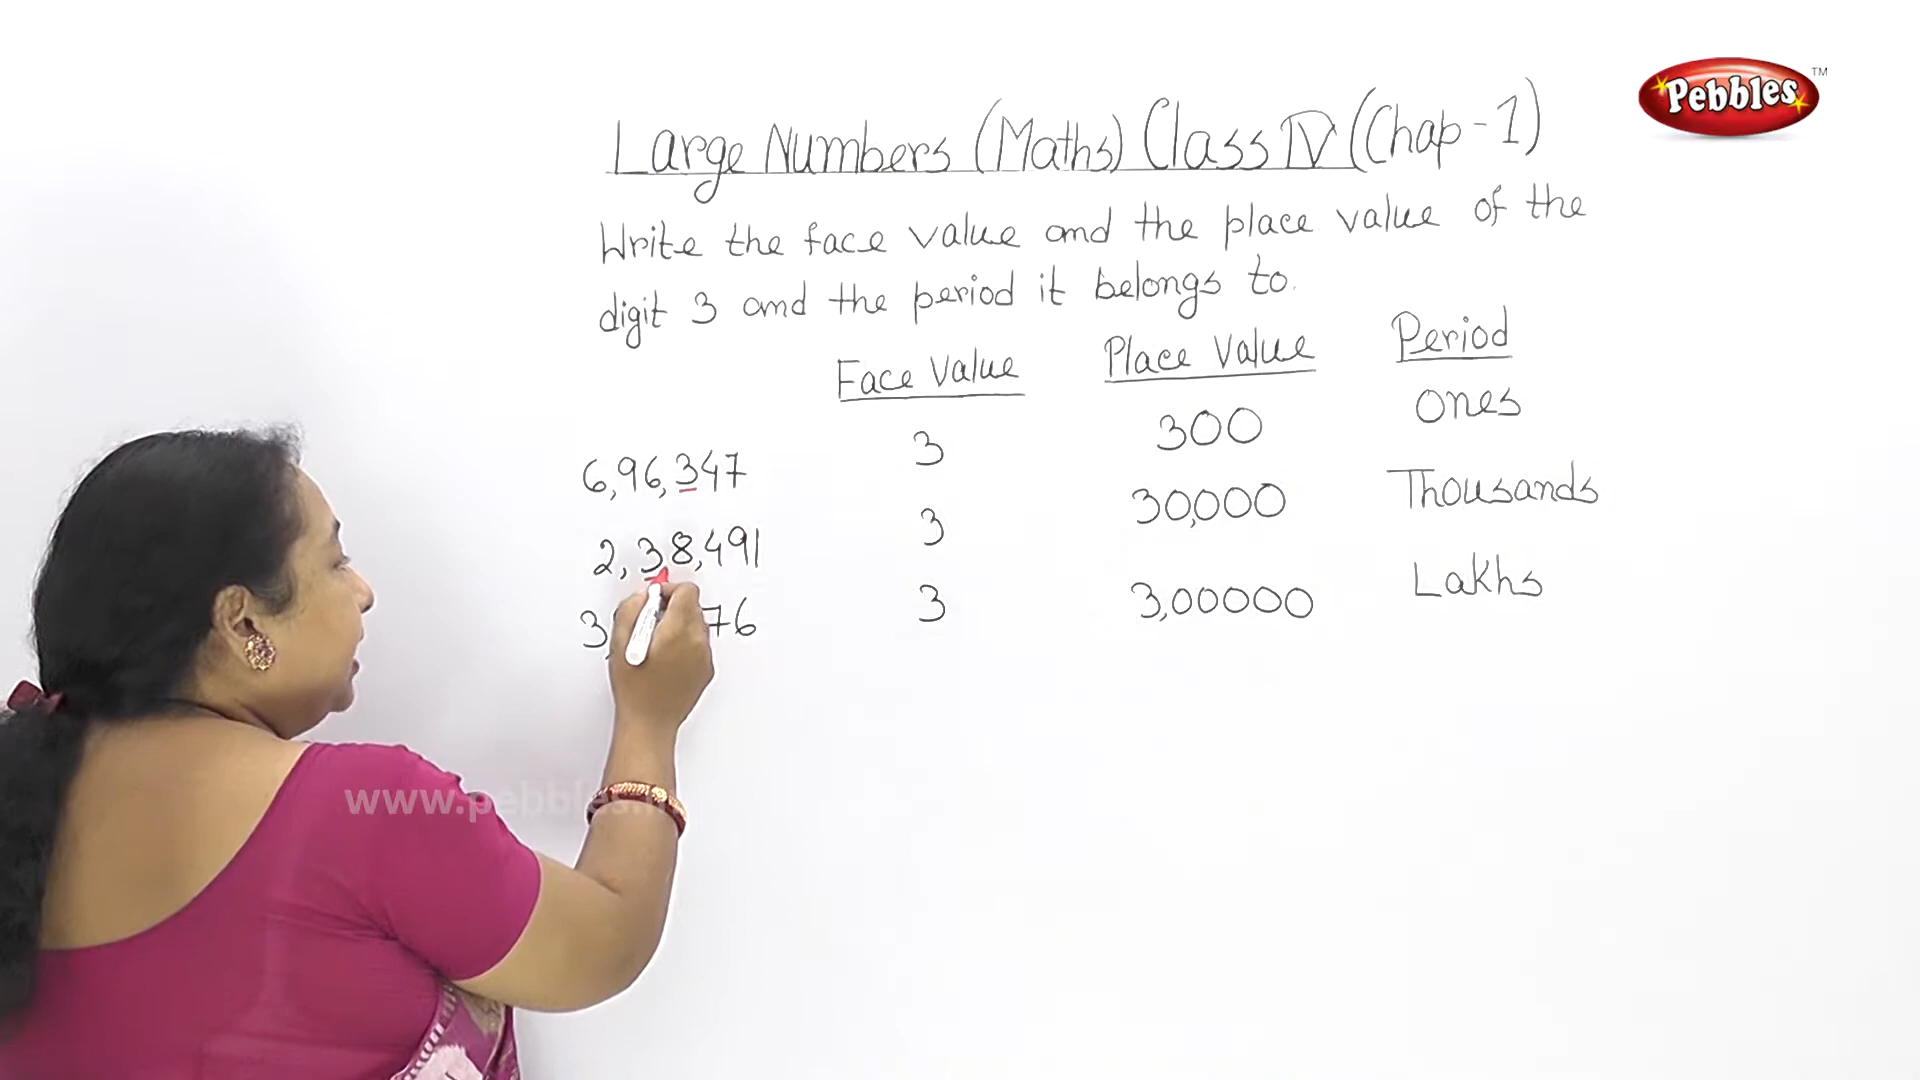 Pebbles™
Large Numbers (Maths) Class IV (Chap-1)
Write the face value and the place value of the
digit 3 and the period it belongs to.
Face Value Place Value Period
6,96,347 3 300 Ones
2,38,491 3 30,000 Thousands
3, 76 3 3,00000 Lakhs
www.pebbles.